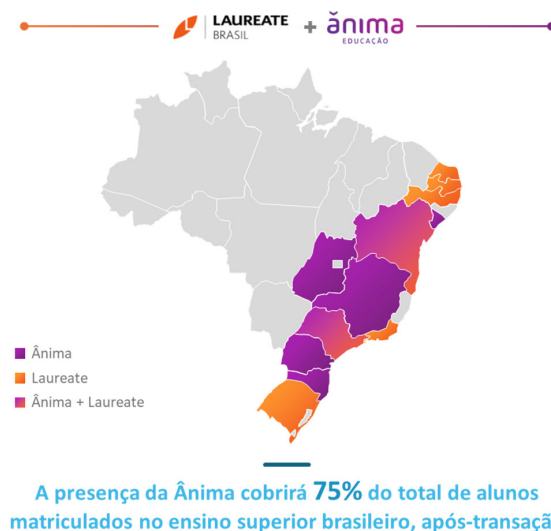 LAUREATE
BRASIL
+
ănima
EDUCAÇÃO
Ânima
Laureate
Ânima + Laureate
A presença da Ânima cobrirá 75% do total de alunos
matriculados no ensino superior brasileiro, após-transaçã